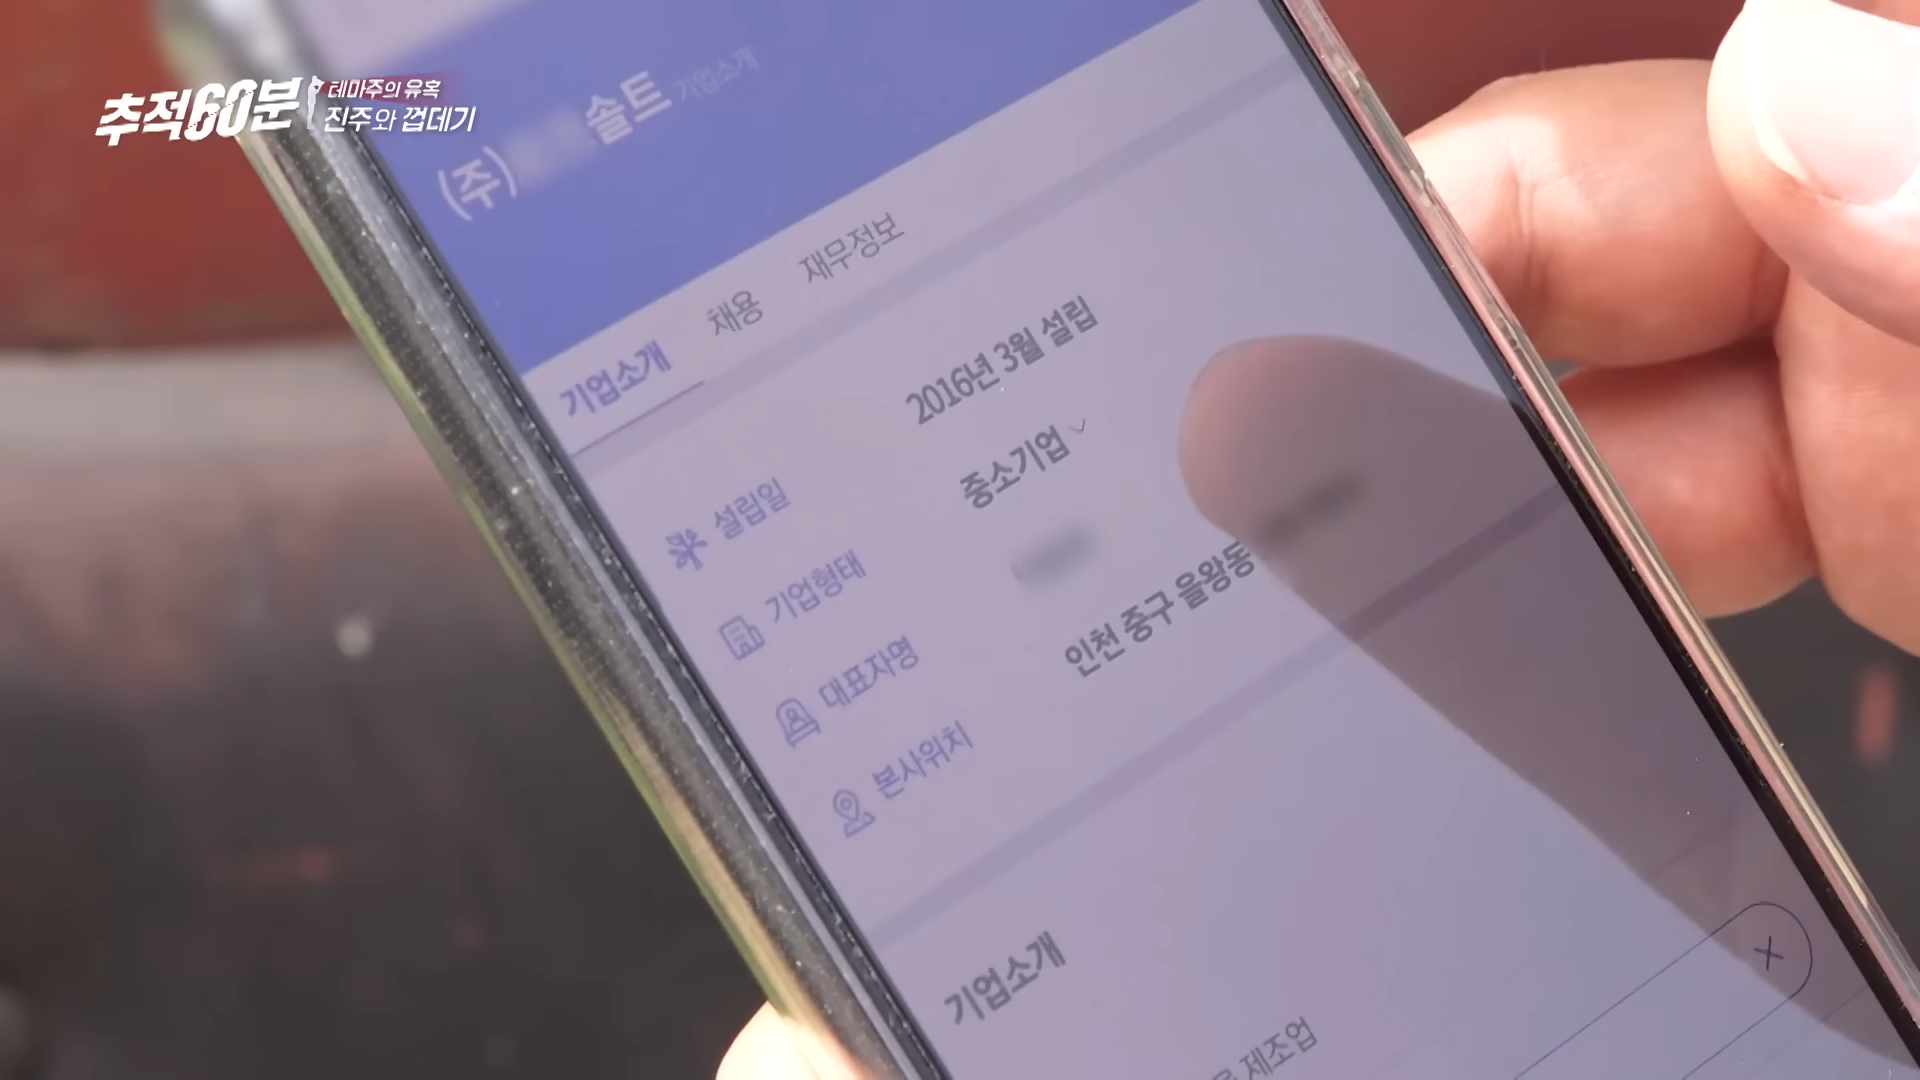 추적60분 테마주의 유혹
진주와 껍데기
(주) 솔트 기업소개
기업소개 채용 재무정보
설립일 2016년 3월 설립
기업형태 중소기업
대표자명
본사위치 인천 중구 을왕동
기업소개
제조업